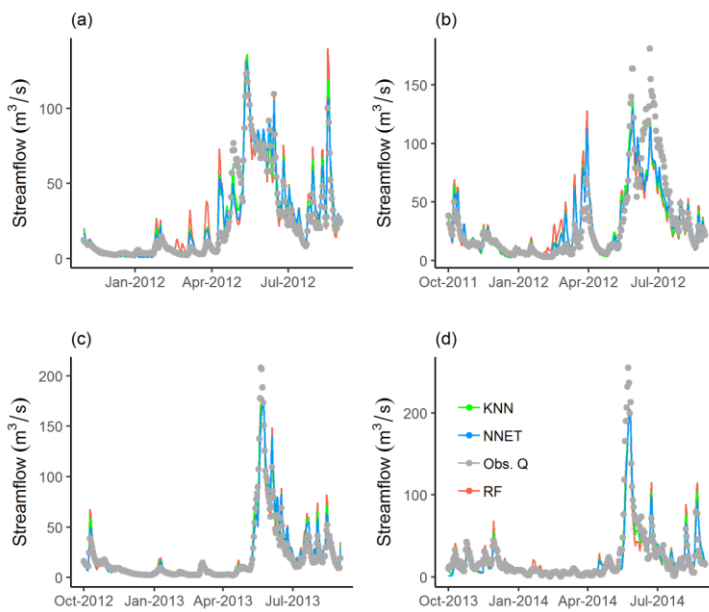 (a)
Streamflow (m³/s)
100
50
0
Jan-2012 Apr-2012 Jul-2012
(b)
Streamflow (m³/s)
150
100
50
0
Oct-2011 Jan-2012 Apr-2012 Jul-2012
(c)
Streamflow (m³/s)
200
150
100
50
0
Oct-2012 Jan-2013 Apr-2013 Jul-2013
(d)
Streamflow (m³/s)
200
100
0
Oct-2013 Jan-2014 Apr-2014 Jul-2014
KNN
NNET
Obs. Q
RF